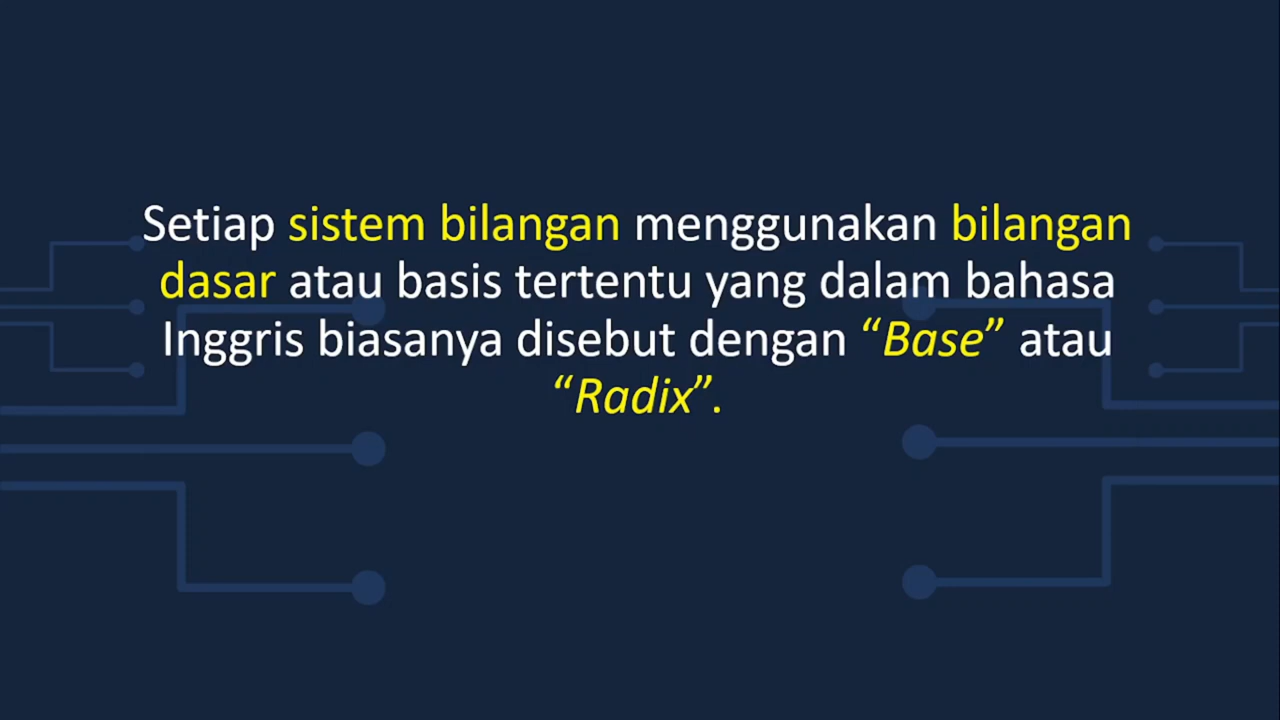 Setiap sistem bilangan menggunakan bilangan
dasar atau basis tertentu yang dalam bahasa
Inggris biasanya disebut dengan “Base” atau
“Radix”.